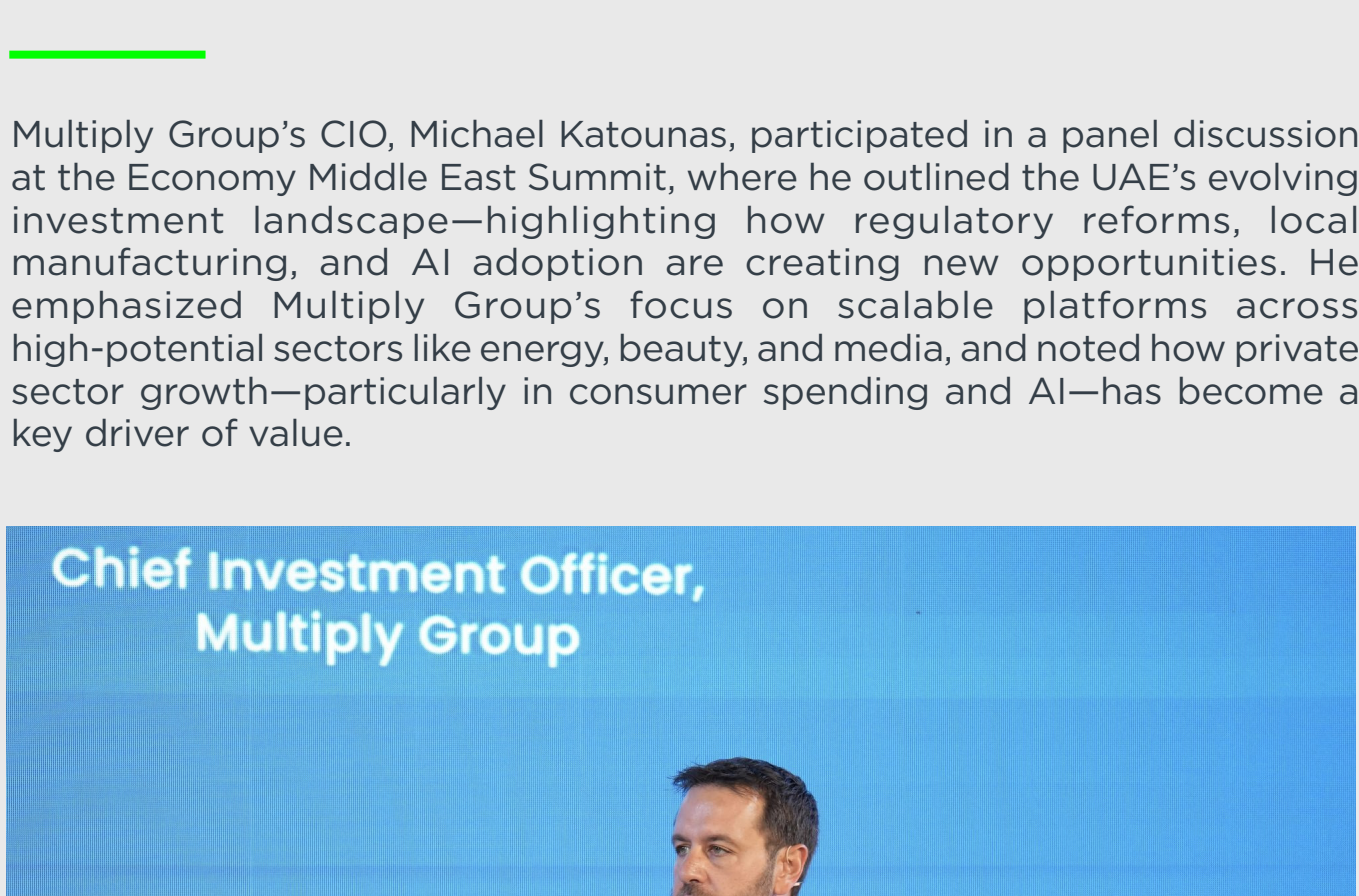 Multiply Group’s CIO, Michael Katounas, participated in a panel discussion
at the Economy Middle East Summit, where he outlined the UAE’s evolving
investment landscape—highlighting how regulatory reforms, local
manufacturing, and AI adoption are creating new opportunities. He
emphasized Multiply Group’s focus on scalable platforms across
high-potential sectors like energy, beauty, and media, and noted how private
sector growth—particularly in consumer spending and AI—has become a
key driver of value.
Chief Investment Officer,
Multiply Group